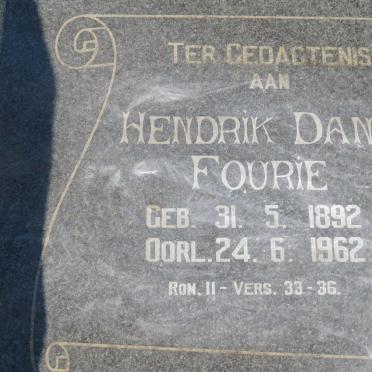 TER GEDAGTENIS
AAN
HENDRIK DAN
FOURIE
GEB. 31. 5. 1892
OORL. 24. 6. 1962
ROM. 11 - VERS. 33 - 36.